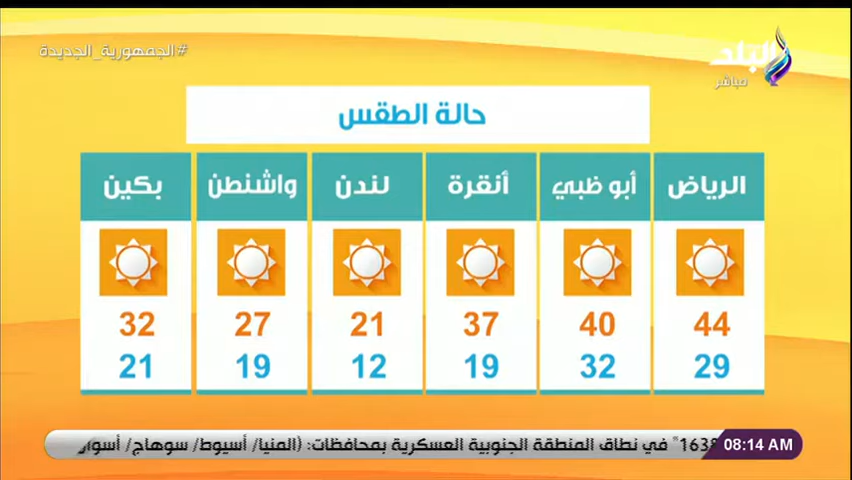 #الجمهورية_الجديدة
البلد
مباشر
حالة الطقس
الرياض أبو ظبي أنقرة لندن واشنطن بكين
44 40 37 21 27 32
29 32 19 12 19 21
08:14 AM
1638" في نطاق المنطقة الجنوبية العسكرية بمحافظات: (المنيا/ أسيوط/ سوهاج/